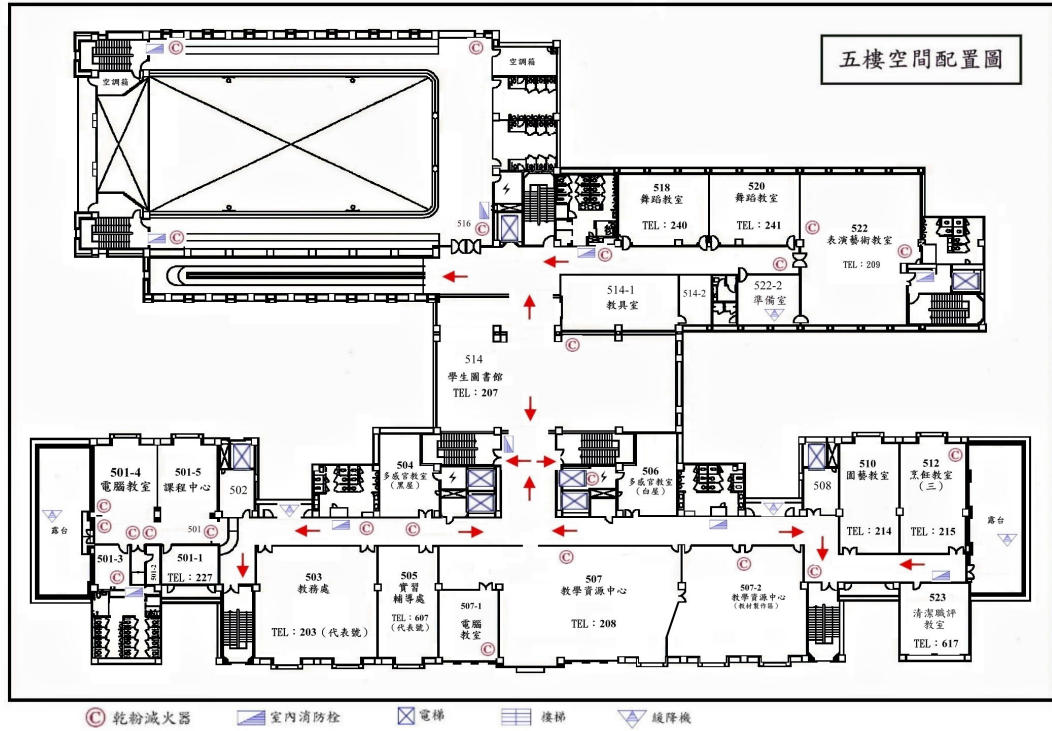 五樓空間配置圖
空調箱
空調箱
516
518
舞蹈教室
TEL：240
520
舞蹈教室
TEL：241
522
表演藝術教室
TEL：209
514-1
教具室
514-2
522-2
準備室
514
學生圖書館
TEL：207
501-4
電腦教室
501-5
課程中心
502
504
多感官教室
(黑屋)
506
多感官教室
(白屋)
508
510
園藝教室
TEL：214
512
烹飪教室
(三)
TEL：215
露台
露台
501
501-3
501-2
501-1
TEL：227
503
教務處
TEL：203 (代表號)
505
實習
輔導處
TEL：607
(代表號)
507-1
電腦
教室
507
教學資源中心
TEL：208
507-2
教學資源中心
(教材製作區)
523
清潔職評
教室
TEL：617
乾粉滅火器
室內消防栓
電梯
樓梯
緩降機